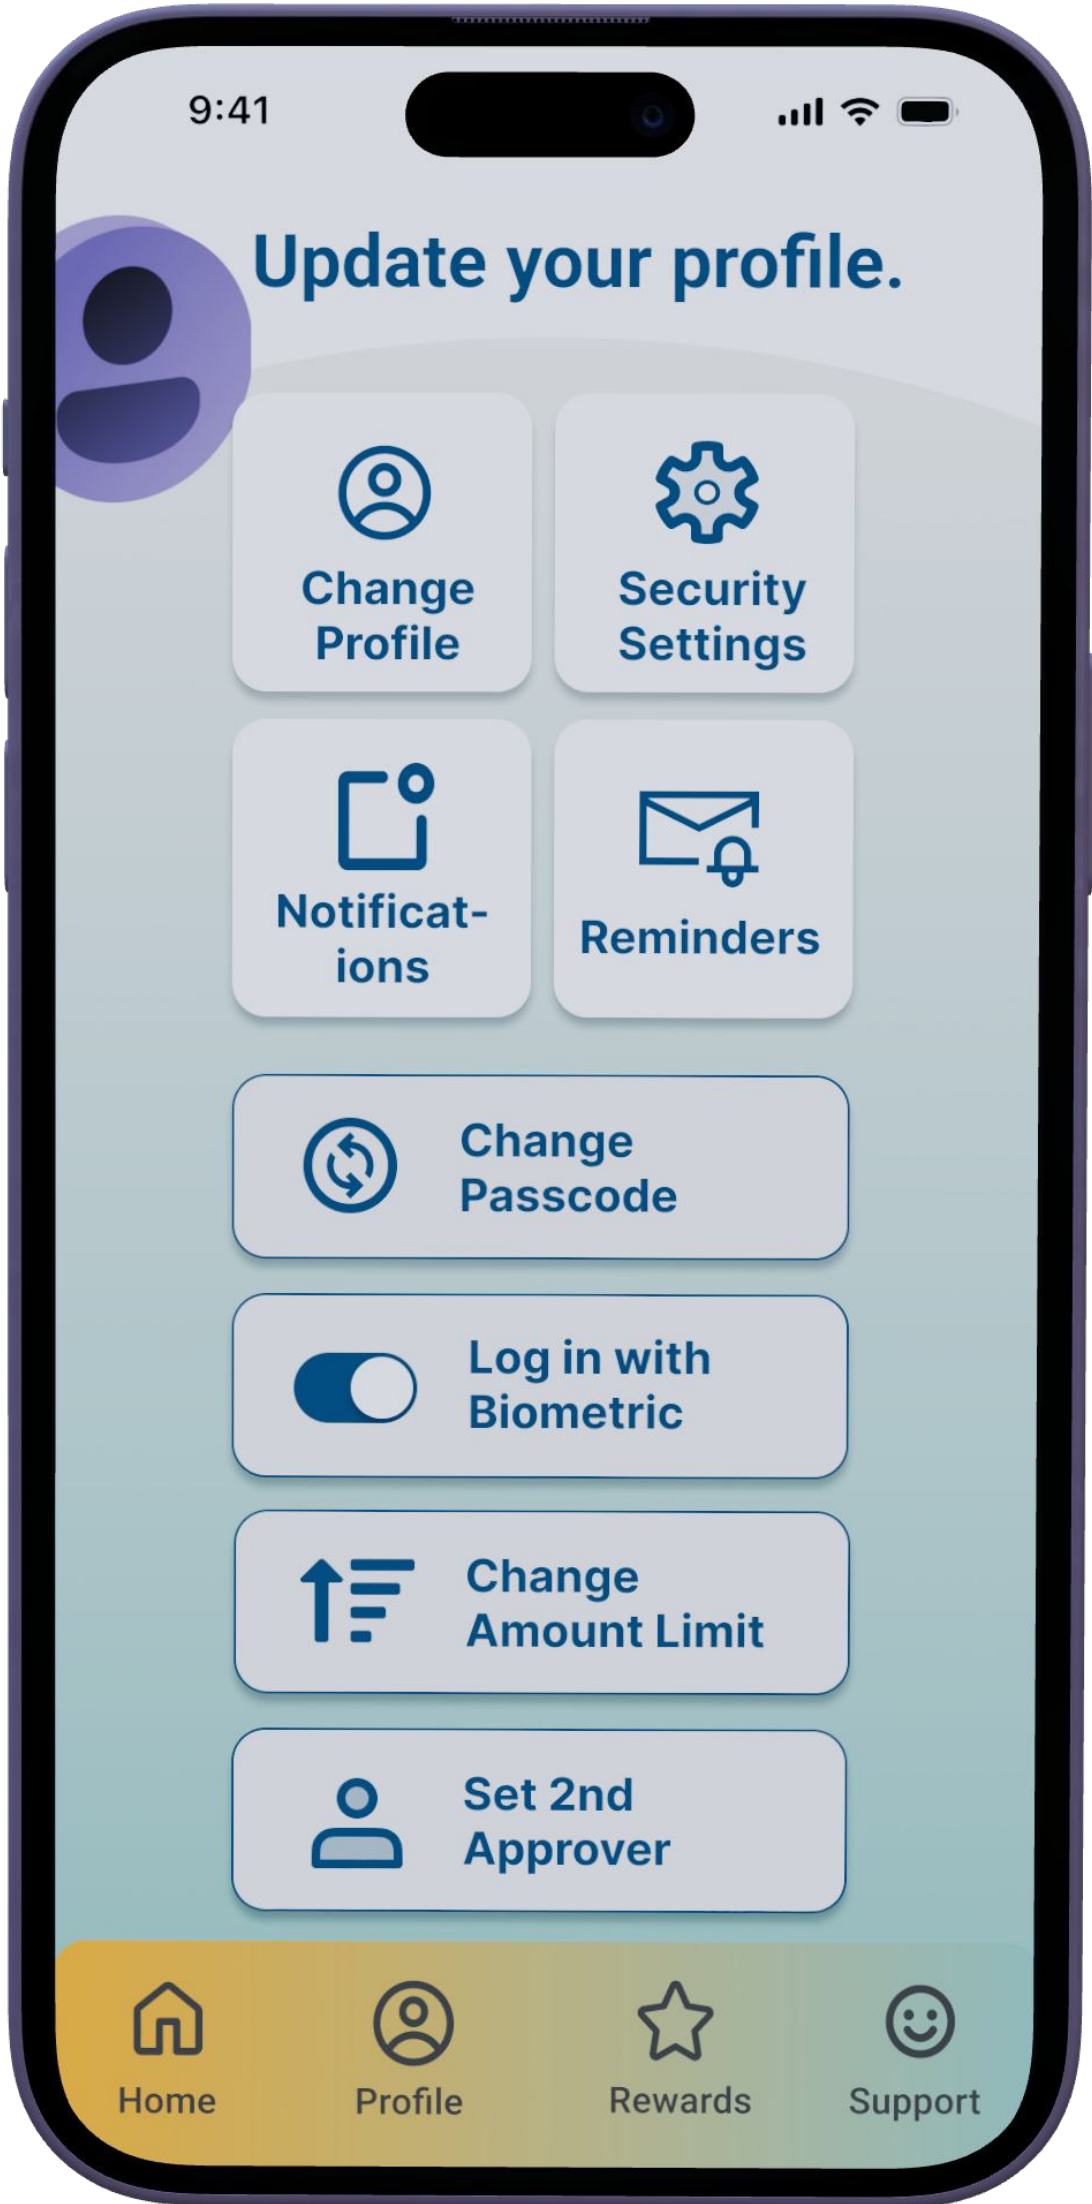 9:41
Update your profile.
Change
Profile
Security
Settings
Notificat-
ions
Reminders
Change
Passcode
Log in with
Biometric
Change
Amount Limit
Set 2nd
Approver
Home
Profile
Rewards
Support